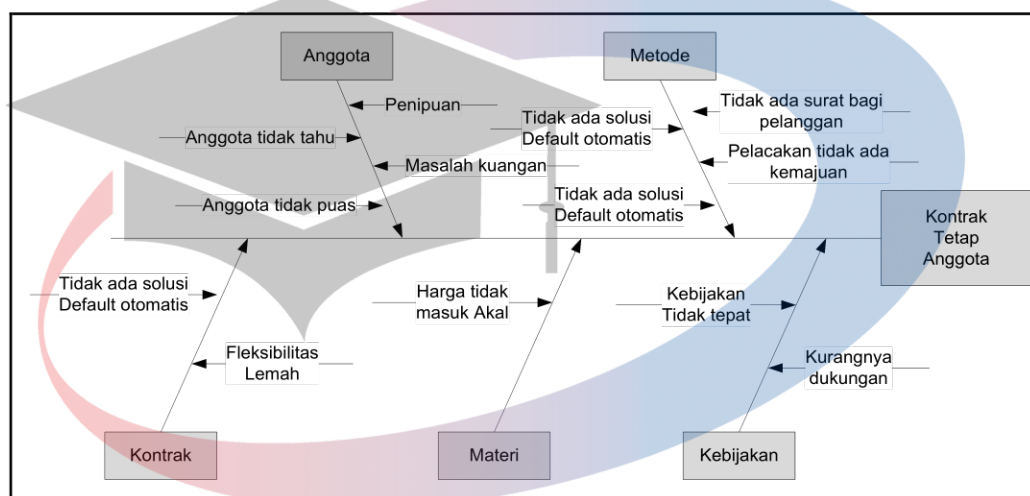 Anggota
Metode
Penipuan
Tidak ada surat bagi
pelanggan
Anggota tidak tahu
Tidak ada solusi
Default otomatis
Masalah kuangan
Pelacakan tidak ada
kemajuan
Anggota tidak puas
Tidak ada solusi
Default otomatis
Kontrak
Tetap
Anggota
Tidak ada solusi
Default otomatis
Harga tidak
masuk Akal
Kebijakan
Tidak tepat
Fleksibilitas
Lemah
Kurangnya
dukungan
Kontrak
Materi
Kebijakan